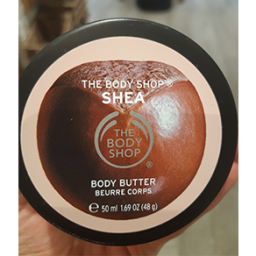 THE BODY SHOP®
SHEA
THE
BODY
SHOP
®
BODY BUTTER
BEURRE CORPS
℮ 50 ml 1.69 OZ (48 g)